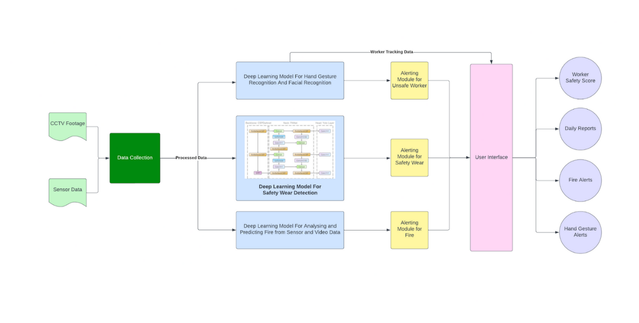 Worker Tracking Data
Deep Learning Model For Hand Gesture
Recognition And Facial Recognition
Alerting
Module for
Unsafe Worker
Worker
Safety Score
CCTV Footage
Daily Reports
Data Collection
Processed Data
Deep Learning Model For
Safety Wear Detection
Alerting
Module for
Safety Wear
User Interface
Sensor Data
Fire Alerts
Deep Learning Model For Analysing and
Predicting Fire from Sensor and Video Data
Alerting
Module for
Fire
Hand Gesture
Alerts